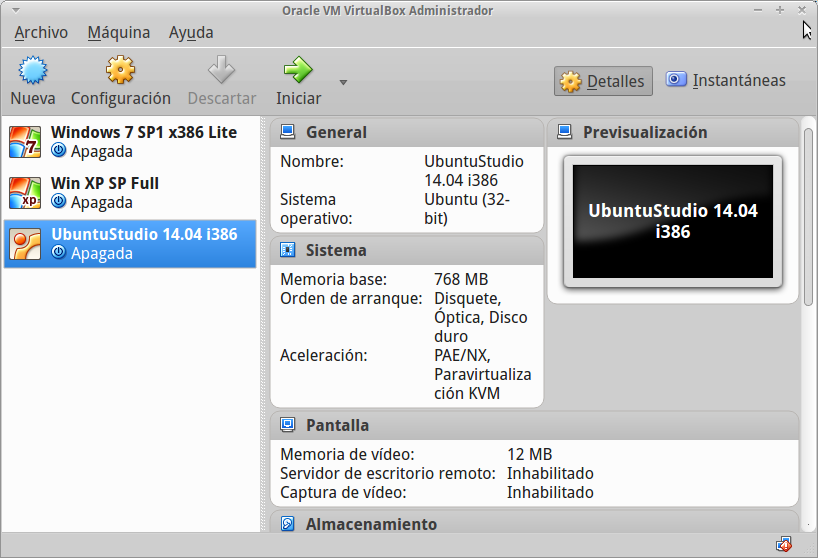 Oracle VM VirtualBox Administrador
Archivo Máquina Ayuda
Nueva Configuración Descartar Iniciar
Detalles Instantáneas
Windows 7 SP1 x386 Lite
Apagada
Win XP SP Full
Apagada
UbuntuStudio 14.04 i386
Apagada
General
Nombre: UbuntuStudio
14.04 i386
Sistema Ubuntu (32-
operativo: bit)
Sistema
Memoria base: 768 MB
Orden de arranque: Disquete,
Óptica, Disco
duro
Aceleración: PAE/NX,
Paravirtualiza
ción KVM
Previsualización
UbuntuStudio 14.04
i386
Pantalla
Memoria de vídeo: 12 MB
Servidor de escritorio remoto: Inhabilitado
Captura de vídeo: Inhabilitado
Almacenamiento